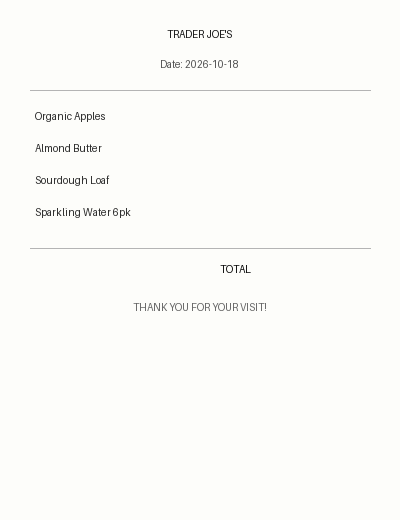 TRADER JOE'S
Date: 2026-10-18
Organic Apples
Almond Butter
Sourdough Loaf
Sparkling Water 6pk
TOTAL
THANK YOU FOR YOUR VISIT!